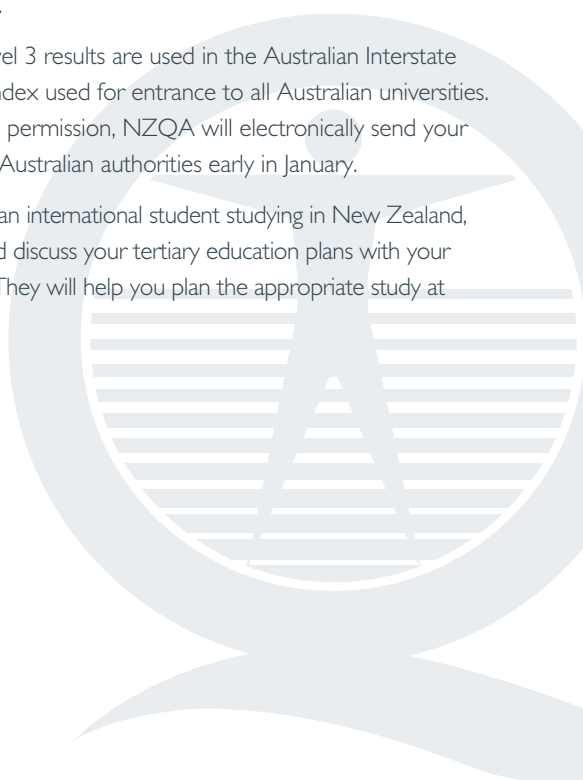 vel 3 results are used in the Australian Interstate
ndex used for entrance to all Australian universities.
permission, NZQA will electronically send your
Australian authorities early in January.
an international student studying in New Zealand,
d discuss your tertiary education plans with your
They will help you plan the appropriate study at